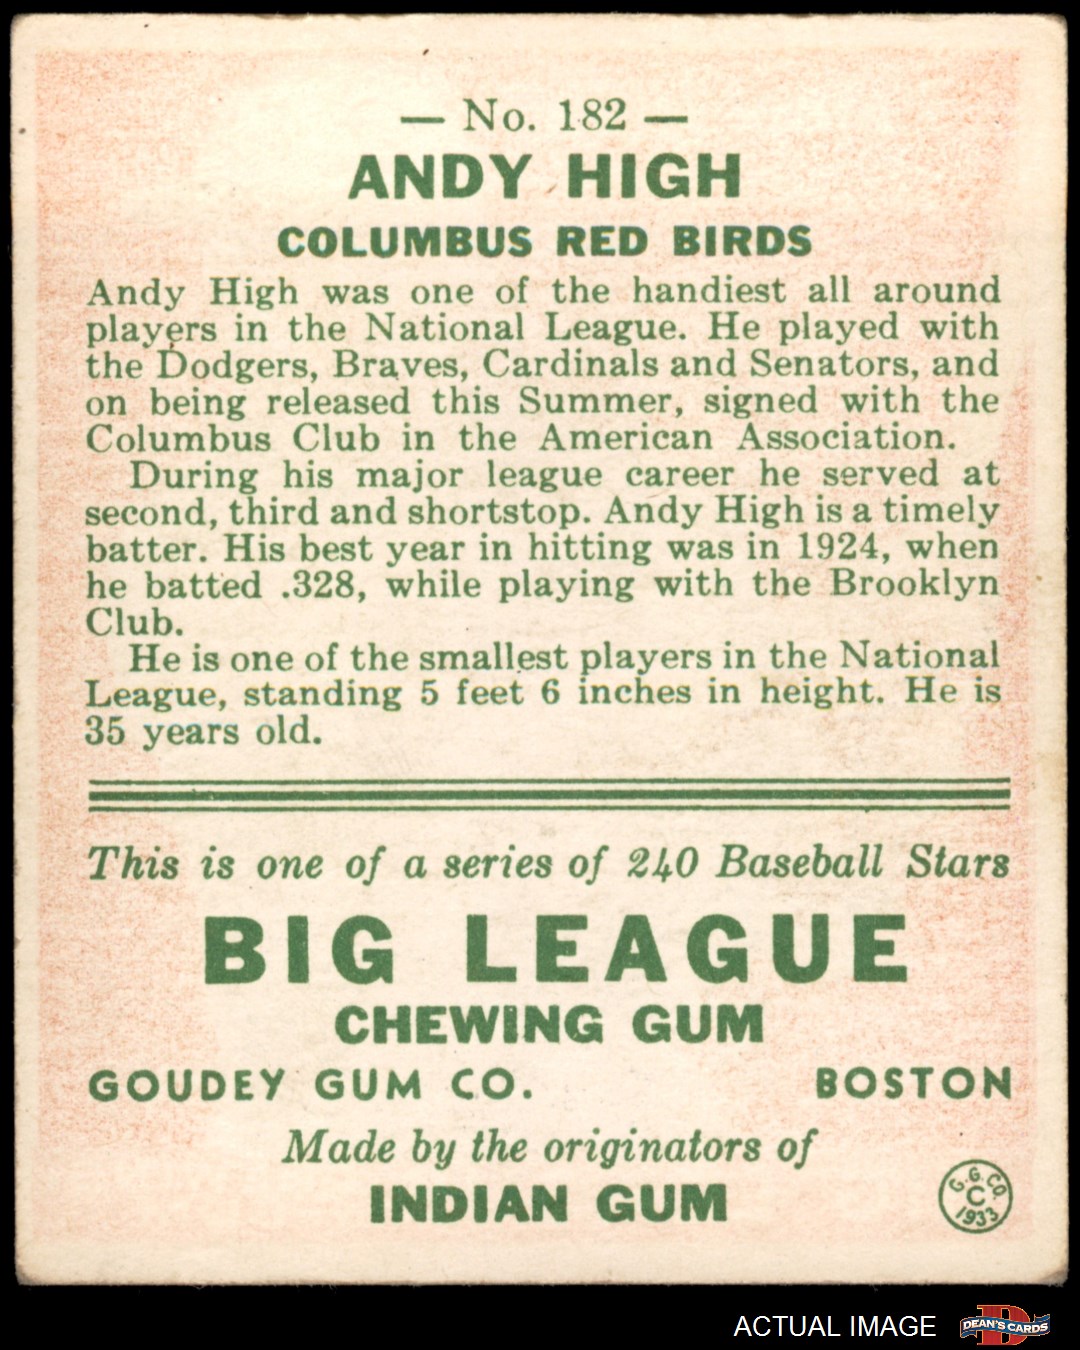 — No. 182 —
ANDY HIGH
COLUMBUS RED BIRDS
Andy High was one of the handiest all around
players in the National League. He played with
the Dodgers, Braves, Cardinals and Senators, and
on being released this Summer, signed with the
Columbus Club in the American Association.
During his major league career he served at
second, third and shortstop. Andy High is a timely
batter. His best year in hitting was in 1924, when
he batted .328, while playing with the Brooklyn
Club.
He is one of the smallest players in the National
League, standing 5 feet 6 inches in height. He is
35 years old.
This is one of a series of 240 Baseball Stars
BIG LEAGUE
CHEWING GUM
GOUDEY GUM CO. BOSTON
Made by the originators of
INDIAN GUM
G.G.CO.
C
1933
ACTUAL IMAGE
D
DEAN'S CARDS